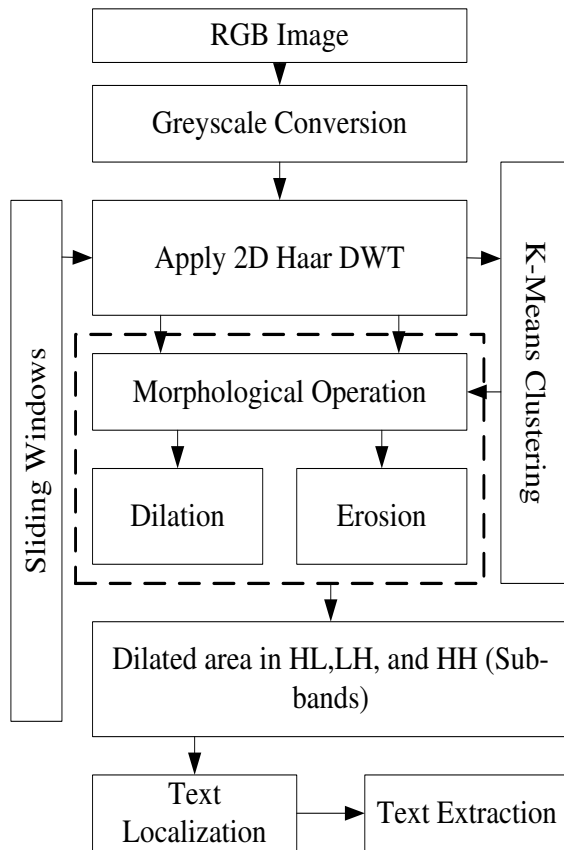 RGB Image
Greyscale Conversion
Apply 2D Haar DWT
K-Means Clustering
Sliding Windows
Morphological Operation
Dilation
Erosion
Dilated area in HL,LH, and HH (Sub-
bands)
Text
Localization
Text Extraction